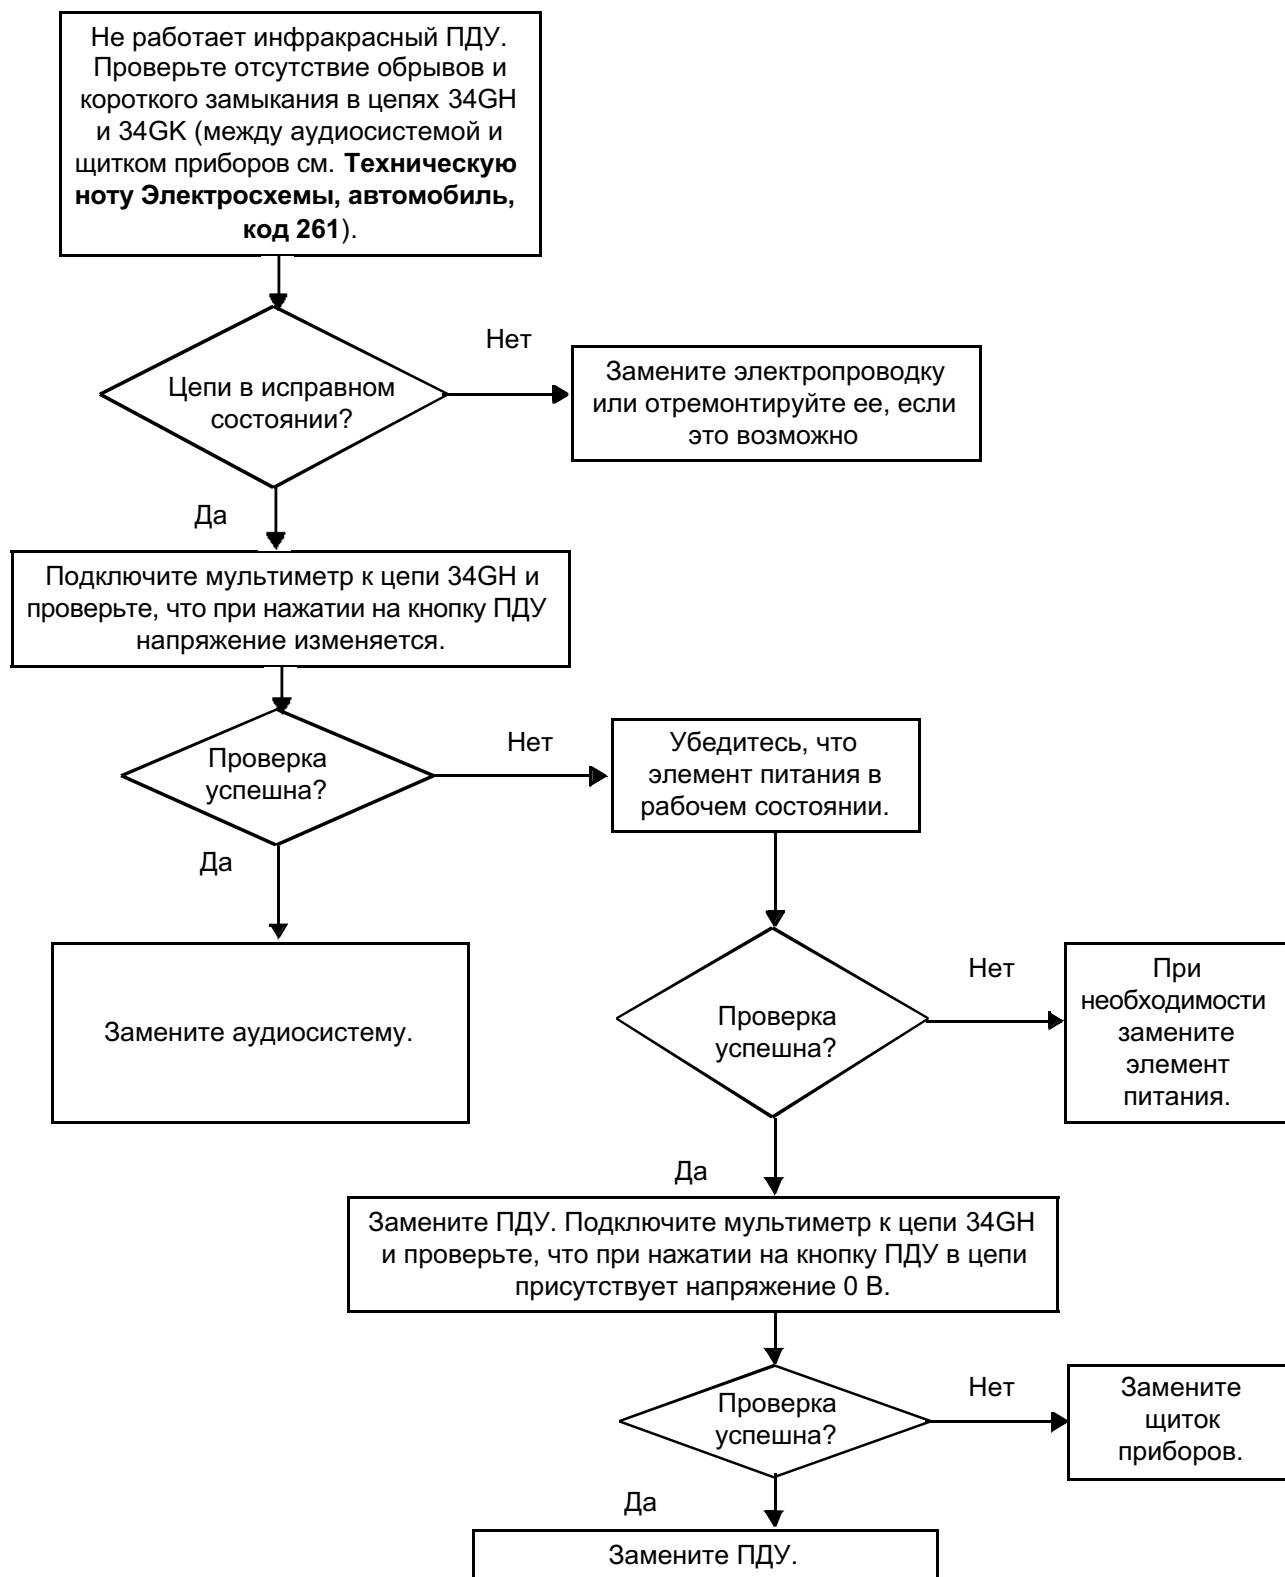 Не работает инфракрасный ПДУ.
Проверьте отсутствие обрывов и
короткого замыкания в цепях 34GH
и 34GK (между аудиосистемой и
щитком приборов см. Техническую
ноту Электросхемы, автомобиль,
код 261).
Нет
Цепи в исправном
состоянии?
Замените электропроводку
или отремонтируйте ее, если
это возможно
Да
Подключите мультиметр к цепи 34GH и
проверьте, что при нажатии на кнопку ПДУ
напряжение изменяется.
Проверка
успешна?
Нет
Убедитесь, что
элемент питания в
рабочем состоянии.
Да
Замените аудиосистему.
Проверка
успешна?
Нет
При
необходимости
замените
элемент
питания.
Да
Замените ПДУ. Подключите мультиметр к цепи 34GH
и проверьте, что при нажатии на кнопку ПДУ в цепи
присутствует напряжение 0 В.
Проверка
успешна?
Нет
Замените
щиток
приборов.
Да
Замените ПДУ.